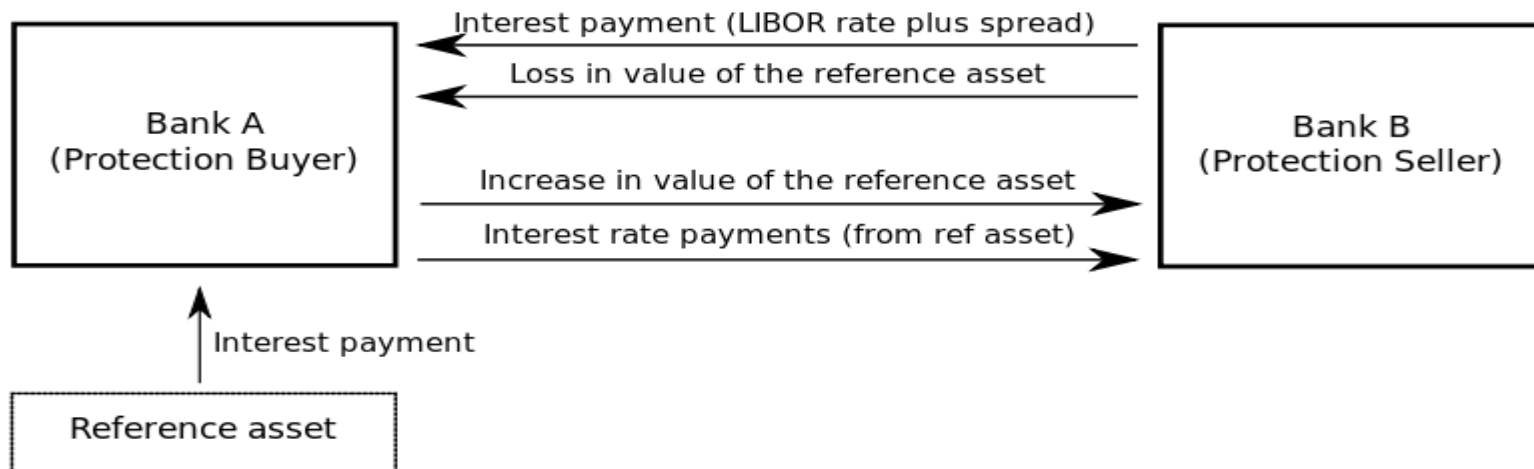 Interest payment (LIBOR rate plus spread)
Loss in value of the reference asset
Bank A
(Protection Buyer)
Bank B
(Protection Seller)
Increase in value of the reference asset
Interest rate payments (from ref asset)
Interest payment
Reference asset